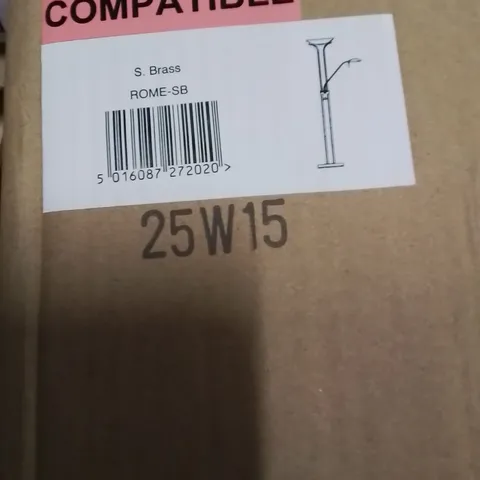 COMPATIBLE
S. Brass
ROME-SB
5 016087 272020 >
25W15